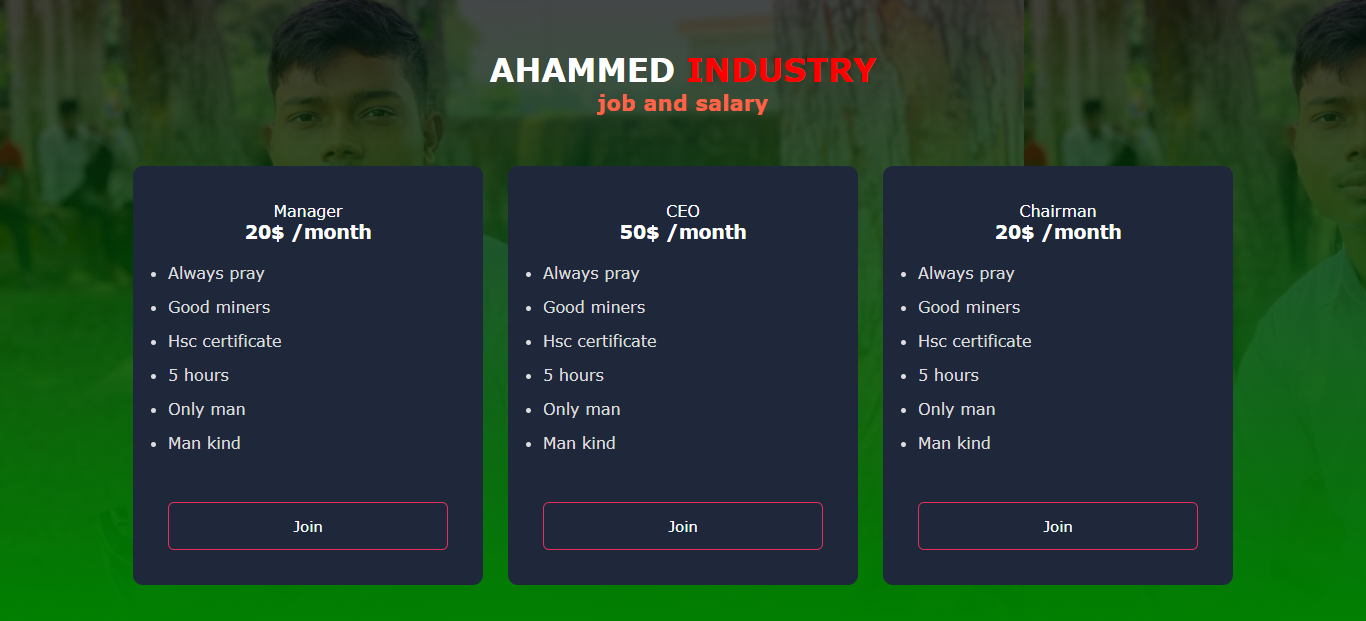 AHAMMED INDUSTRY
job and salary
Manager
20$ /month
Always pray
Good miners
Hsc certificate
5 hours
Only man
Man kind
Join
CEO
50$ /month
Always pray
Good miners
Hsc certificate
5 hours
Only man
Man kind
Join
Chairman
20$ /month
Always pray
Good miners
Hsc certificate
5 hours
Only man
Man kind
Join